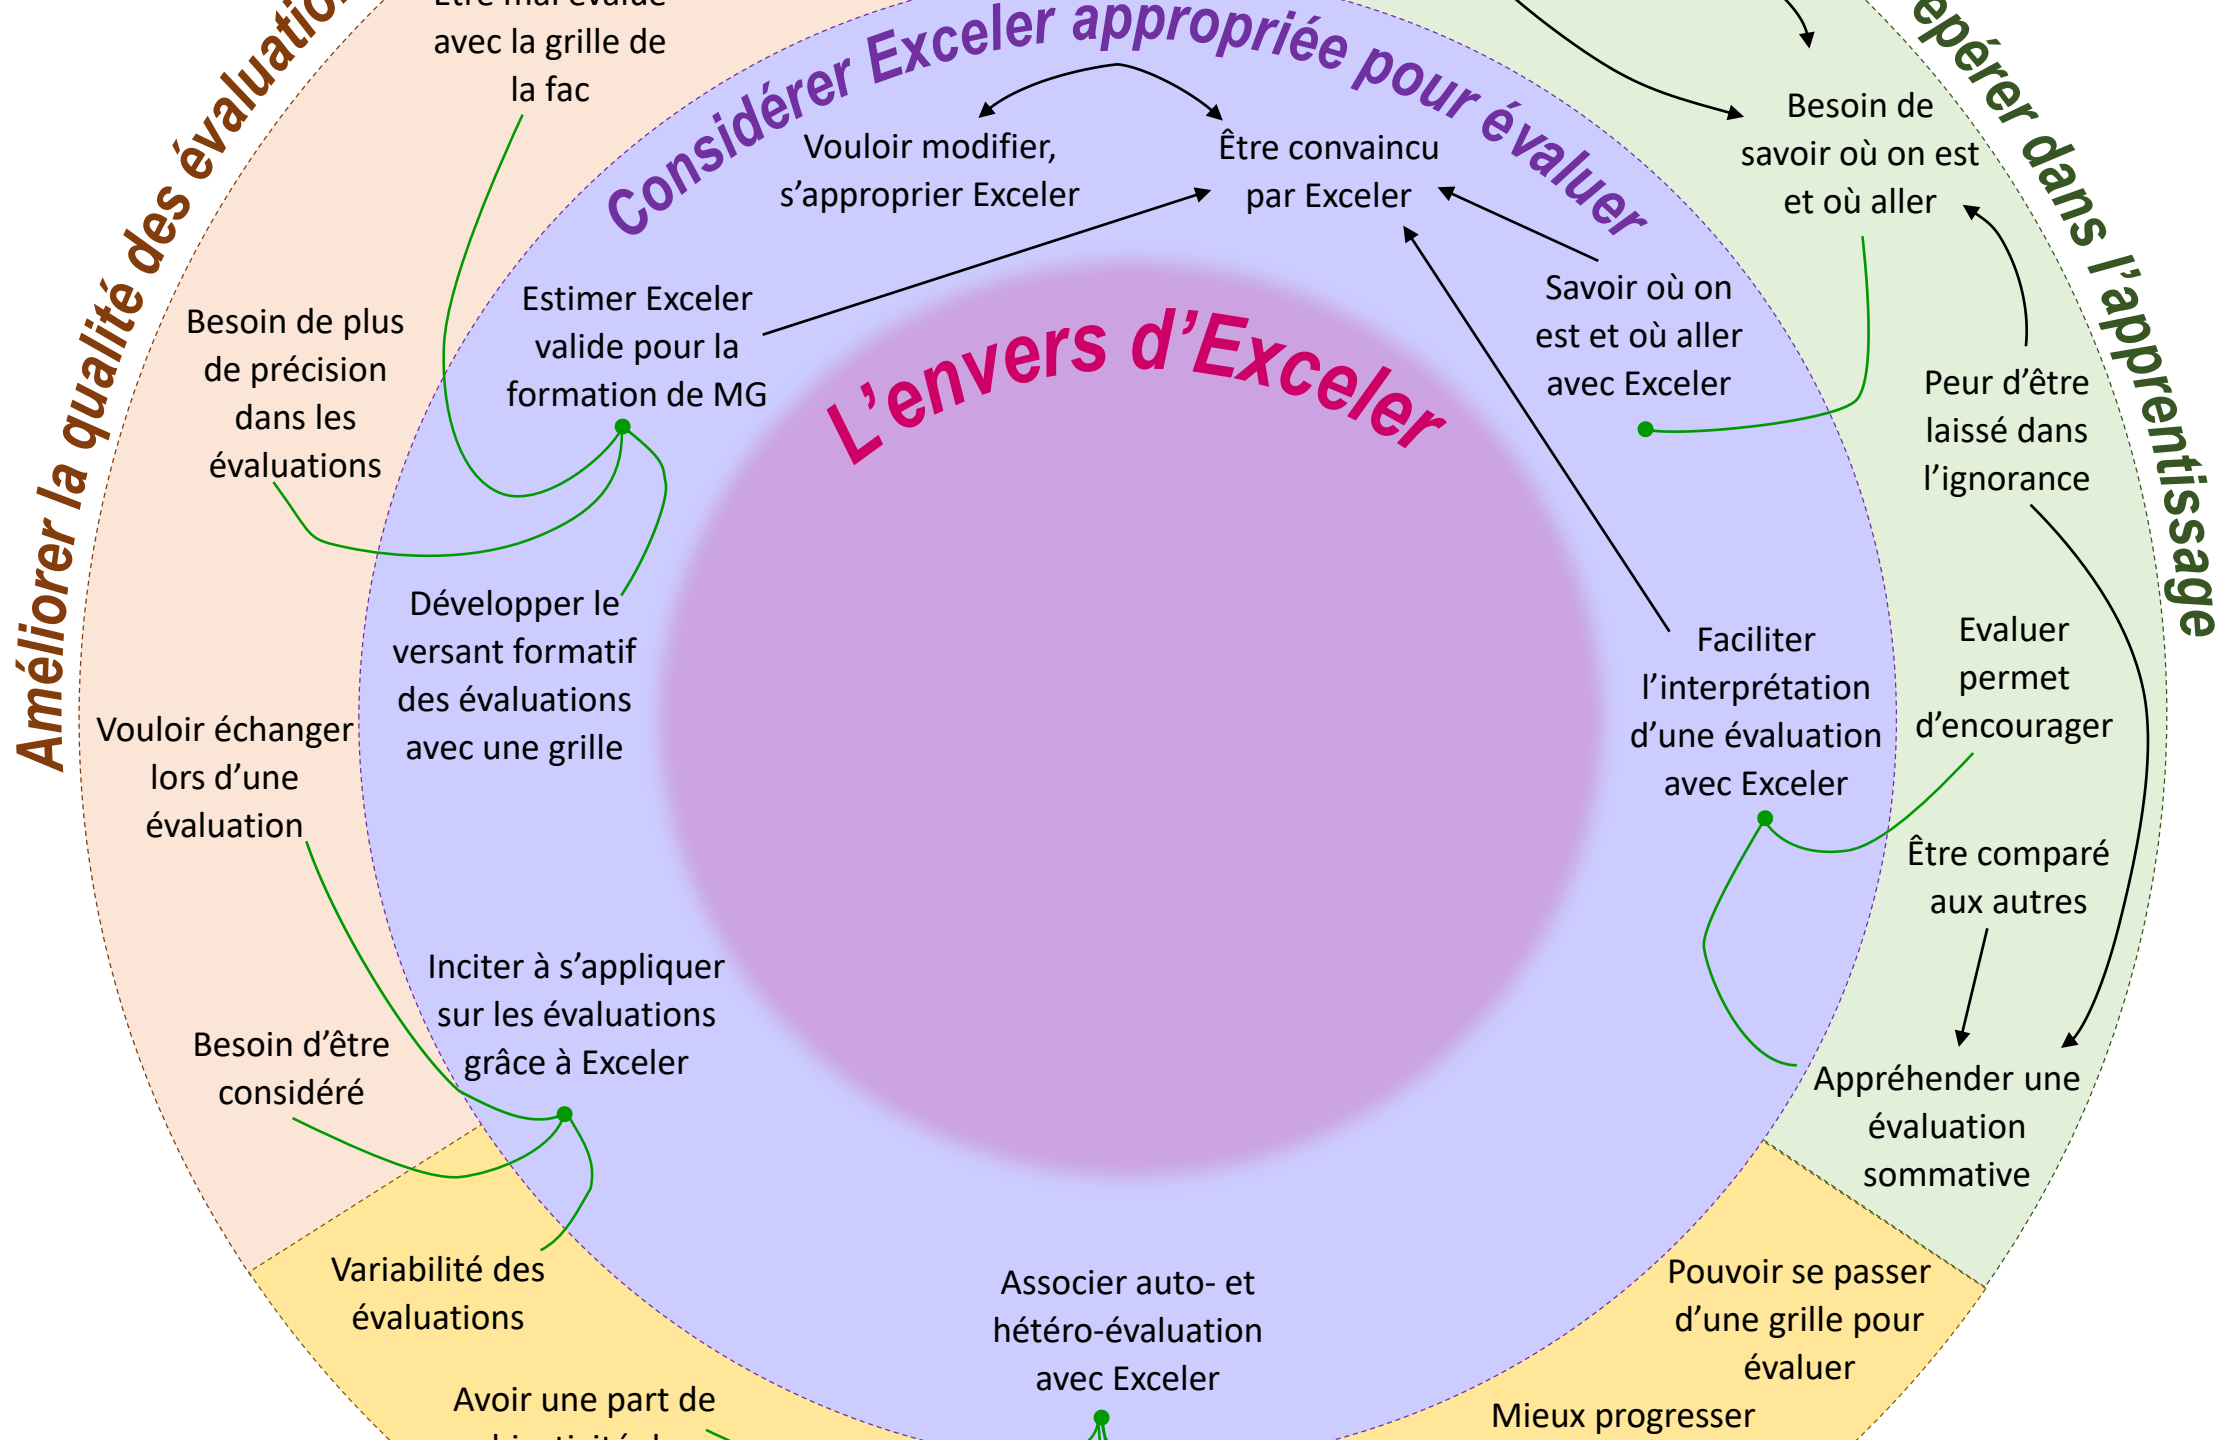 Améliorer la qualité des évaluation
epérer dans l’apprentissage
Considérer Exceler appropriée pour évaluer
L’envers d’Exceler
Être mal évalué
avec la grille de
la fac
Vouloir modifier,
s’approprier Exceler
Être convaincu
par Exceler
Besoin de
savoir où on est
et où aller
Estimer Exceler
valide pour la
formation de MG
Savoir où on
est et où aller
avec Exceler
Besoin de plus
de précision
dans les
évaluations
Peur d’être
laissé dans
l’ignorance
Développer le
versant formatif
des évaluations
avec une grille
Faciliter
l’interprétation
d’une évaluation
avec Exceler
Evaluer
permet
d’encourager
Vouloir échanger
lors d’une
évaluation
Être comparé
aux autres
Inciter à s’appliquer
sur les évaluations
grâce à Exceler
Besoin d’être
considéré
Appréhender une
évaluation
sommative
Variabilité des
évaluations
Associer auto- et
hétéro-évaluation
avec Exceler
Pouvoir se passer
d’une grille pour
évaluer
Avoir une part de
Mieux progresser